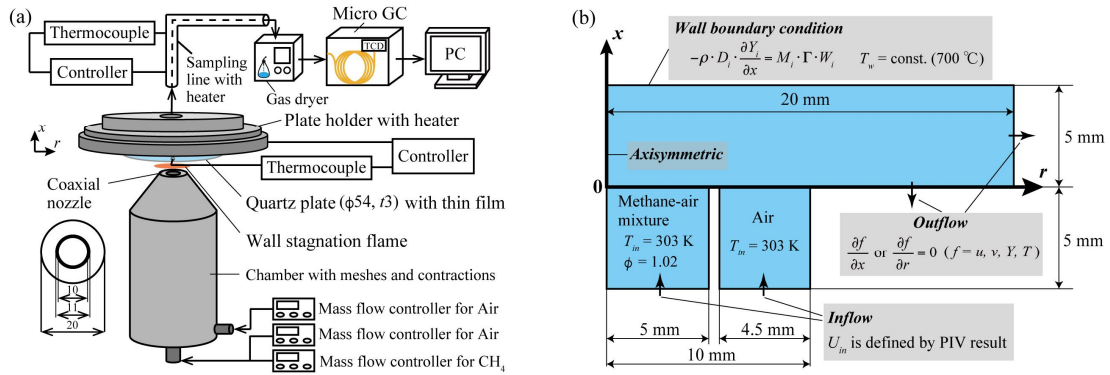 (a)
Micro GC
Thermocouple
TCD
PC
Controller
Sampling
line with
heater
Gas dryer
Plate holder with heater
x
r
Controller
Thermocouple
Coaxial
nozzle
Quartz plate (ϕ54, t3) with thin film
Wall stagnation flame
Chamber with meshes and contractions
10
11
20
Mass flow controller for Air
Mass flow controller for Air
Mass flow controller for CH₄
(b)
x
Wall boundary condition
-ρ · Dᵢ · ∂Yᵢ/∂x = Mᵢ · Γ · Wᵢ T_w = const. (700 ℃)
20 mm
5 mm
Axisymmetric
r
0
Methane-air
mixture
T_in = 303 K
ϕ = 1.02
Air
T_in = 303 K
Outflow
∂f/∂x or ∂f/∂r = 0 ( f = u, v, Y, T )
5 mm
5 mm
4.5 mm
10 mm
Inflow
U_in is defined by PIV result